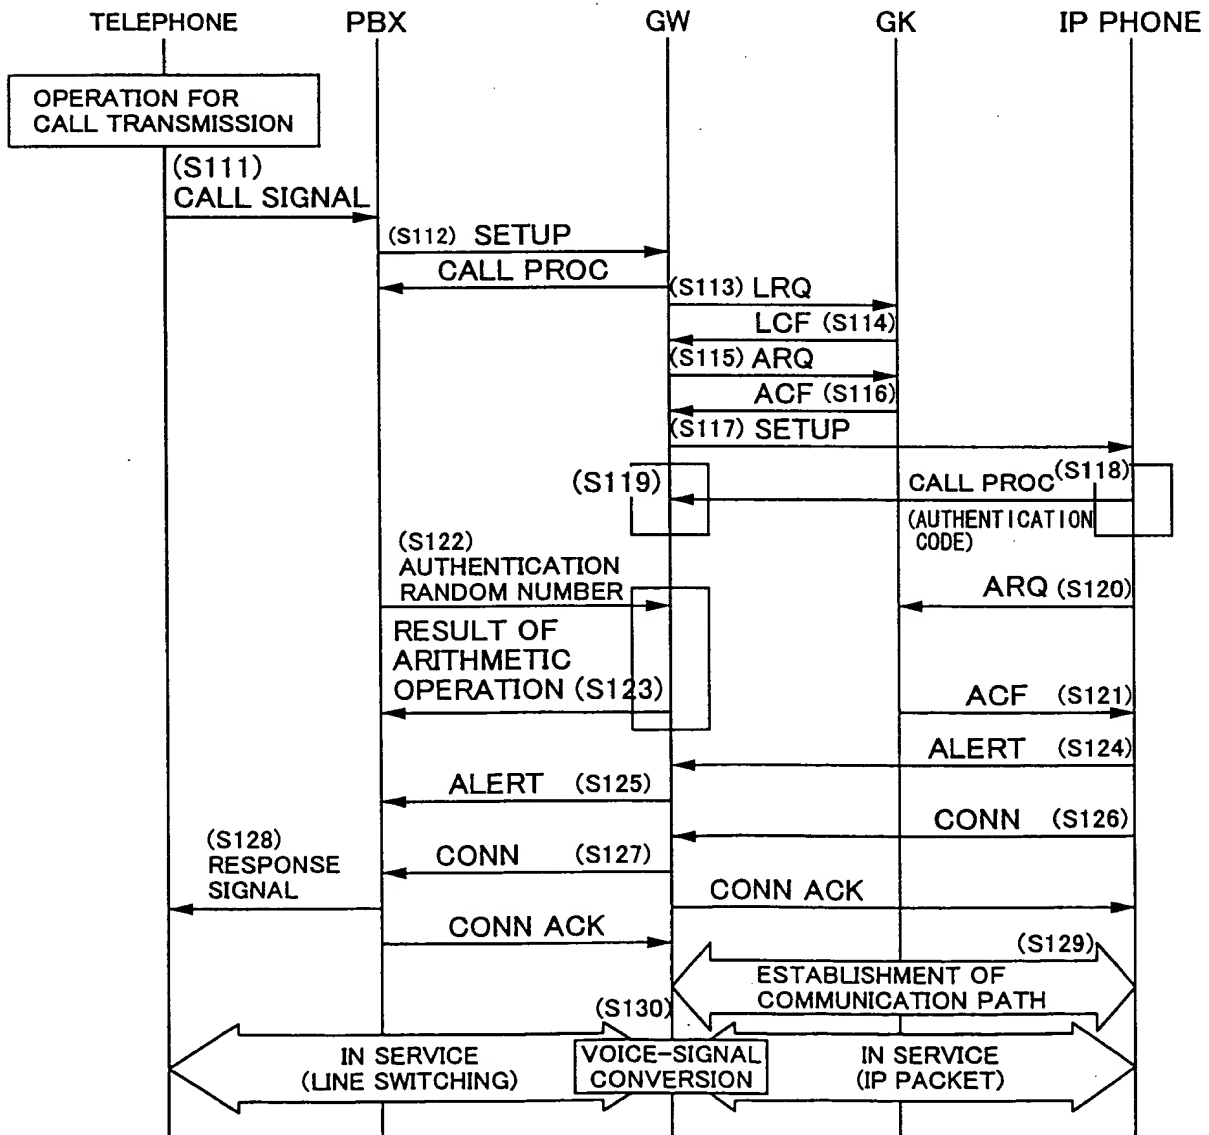 TELEPHONE PBX GW GK IP PHONE
OPERATION FOR
CALL TRANSMISSION
(S111)
CALL SIGNAL
(S112) SETUP
CALL PROC
(S113) LRQ
LCF (S114)
(S115) ARQ
ACF (S116)
(S117) SETUP
(S118)
(S119)
CALL PROC
(AUTHENTICATION
CODE)
(S122)
AUTHENTICATION
RANDOM NUMBER
ARQ (S120)
RESULT OF
ARITHMETIC
OPERATION (S123)
ACF (S121)
ALERT (S124)
ALERT (S125)
CONN (S126)
(S128)
RESPONSE
SIGNAL
CONN (S127)
CONN ACK
CONN ACK
(S129)
ESTABLISHMENT OF
COMMUNICATION PATH
(S130)
IN SERVICE
(LINE SWITCHING)
VOICE-SIGNAL
CONVERSION
IN SERVICE
(IP PACKET)